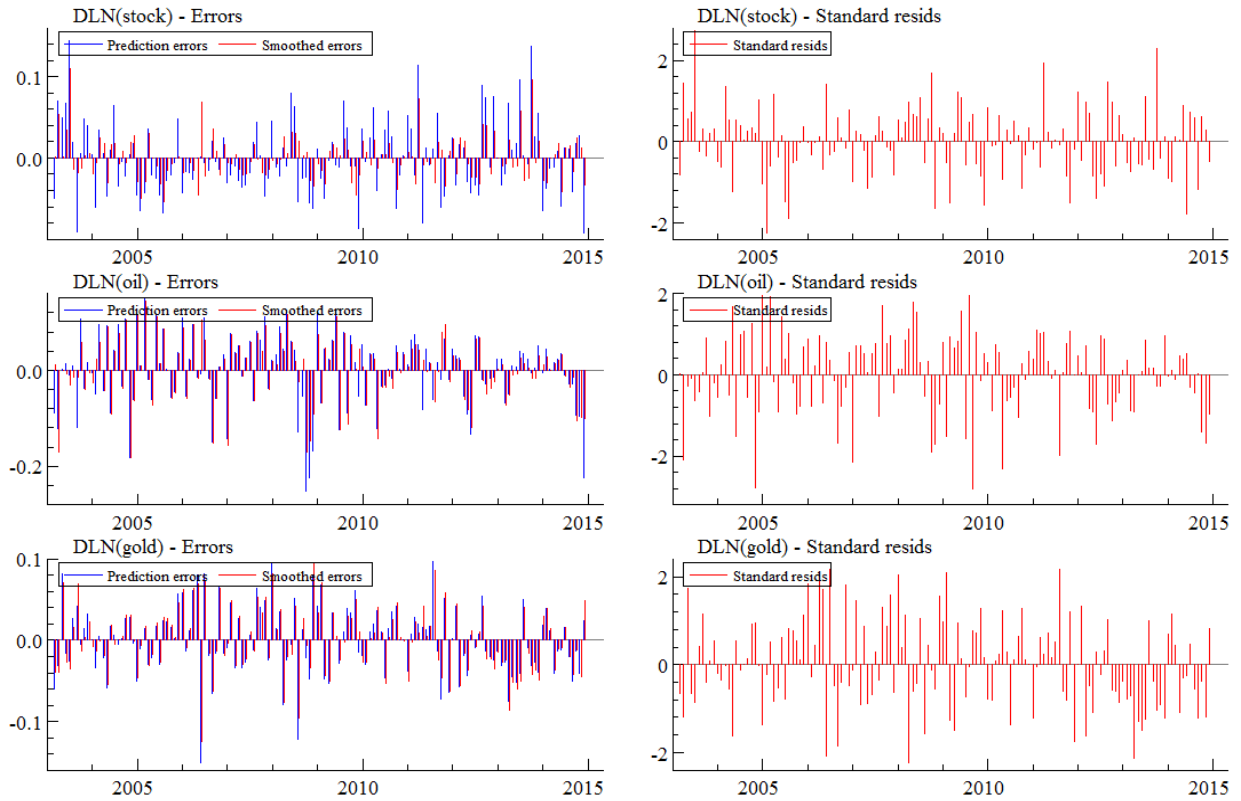 DLN(stock) - Errors
Prediction errors Smoothed errors
0.1
0.0
2005 2010 2015
DLN(stock) - Standard resids
Standard resids
2
0
-2
2005 2010 2015
DLN(oil) - Errors
Prediction errors Smoothed errors
0.0
-0.2
2005 2010 2015
DLN(oil) - Standard resids
Standard resids
2
0
-2
2005 2010 2015
DLN(gold) - Errors
0.1
Prediction errors Smoothed errors
0.0
-0.1
2005 2010 2015
DLN(gold) - Standard resids
Standard resids
2
0
-2
2005 2010 2015